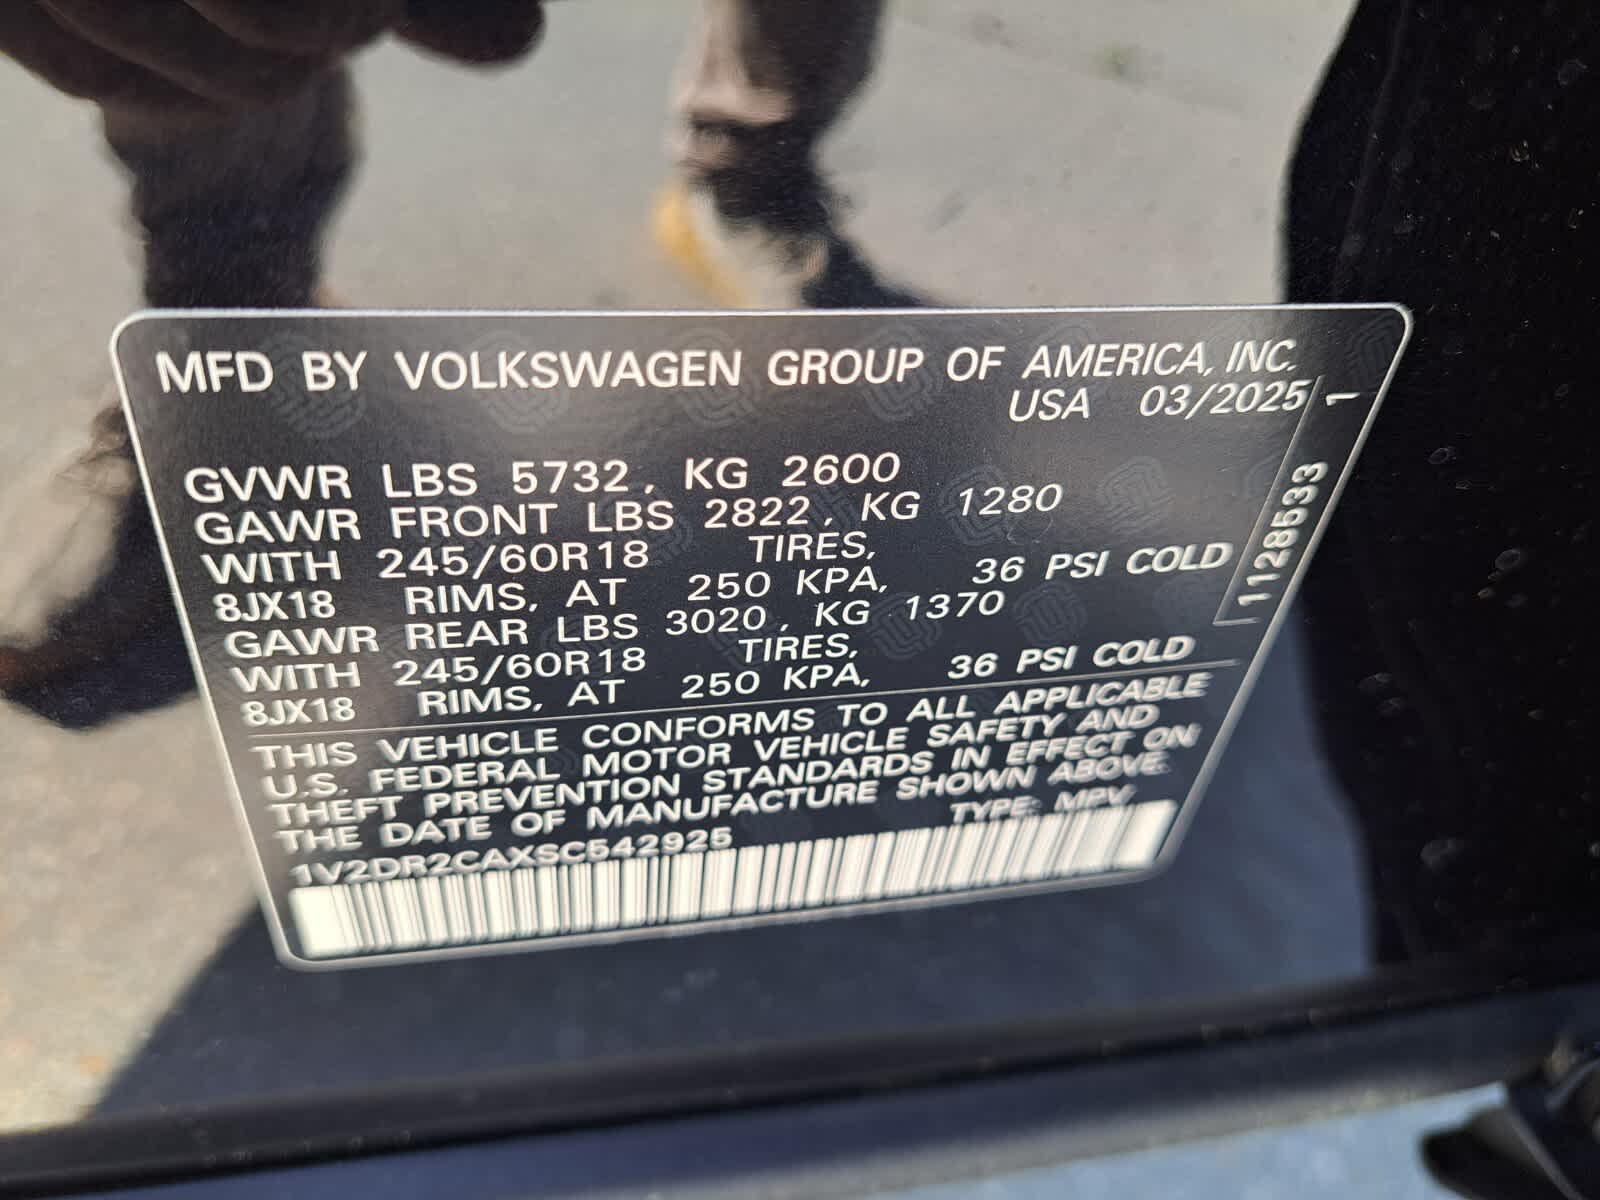 MFD BY VOLKSWAGEN GROUP OF AMERICA, INC.
USA 03/2025
1
GVWR LBS 5732, KG 2600
GAWR FRONT LBS 2822, KG 1280
WITH 245/60R18 TIRES,
8JX18 RIMS, AT 250 KPA, 36 PSI COLD
GAWR REAR LBS 3020, KG 1370
WITH 245/60R18 TIRES,
8JX18 RIMS, AT 250 KPA, 36 PSI COLD
1128533
THIS VEHICLE CONFORMS TO ALL APPLICABLE
U.S. FEDERAL MOTOR VEHICLE SAFETY AND
THEFT PREVENTION STANDARDS IN EFFECT ON
THE DATE OF MANUFACTURE SHOWN ABOVE.
1V2DR2CAXSC542925 TYPE: MPV